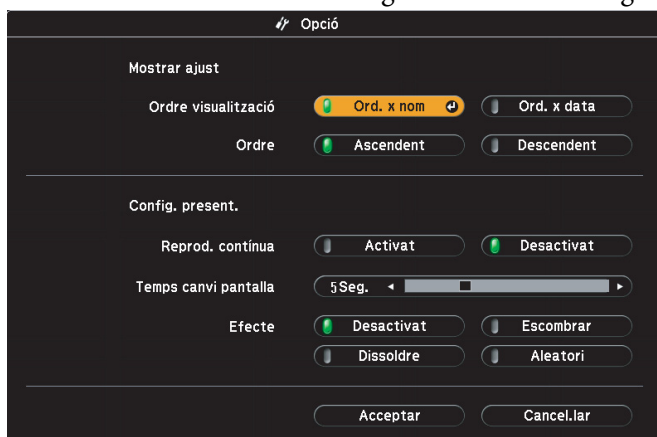 Opció
Mostrar ajust
Ordre visualització Ord. x nom Ord. x data
Ordre Ascendent Descendent
Config. present.
Reprod. contínua Activat Desactivat
Temps canvi pantalla 5Seg.
Efecte Desactivat Escombrar
Dissoldre Aleatori
Acceptar Cancel.lar